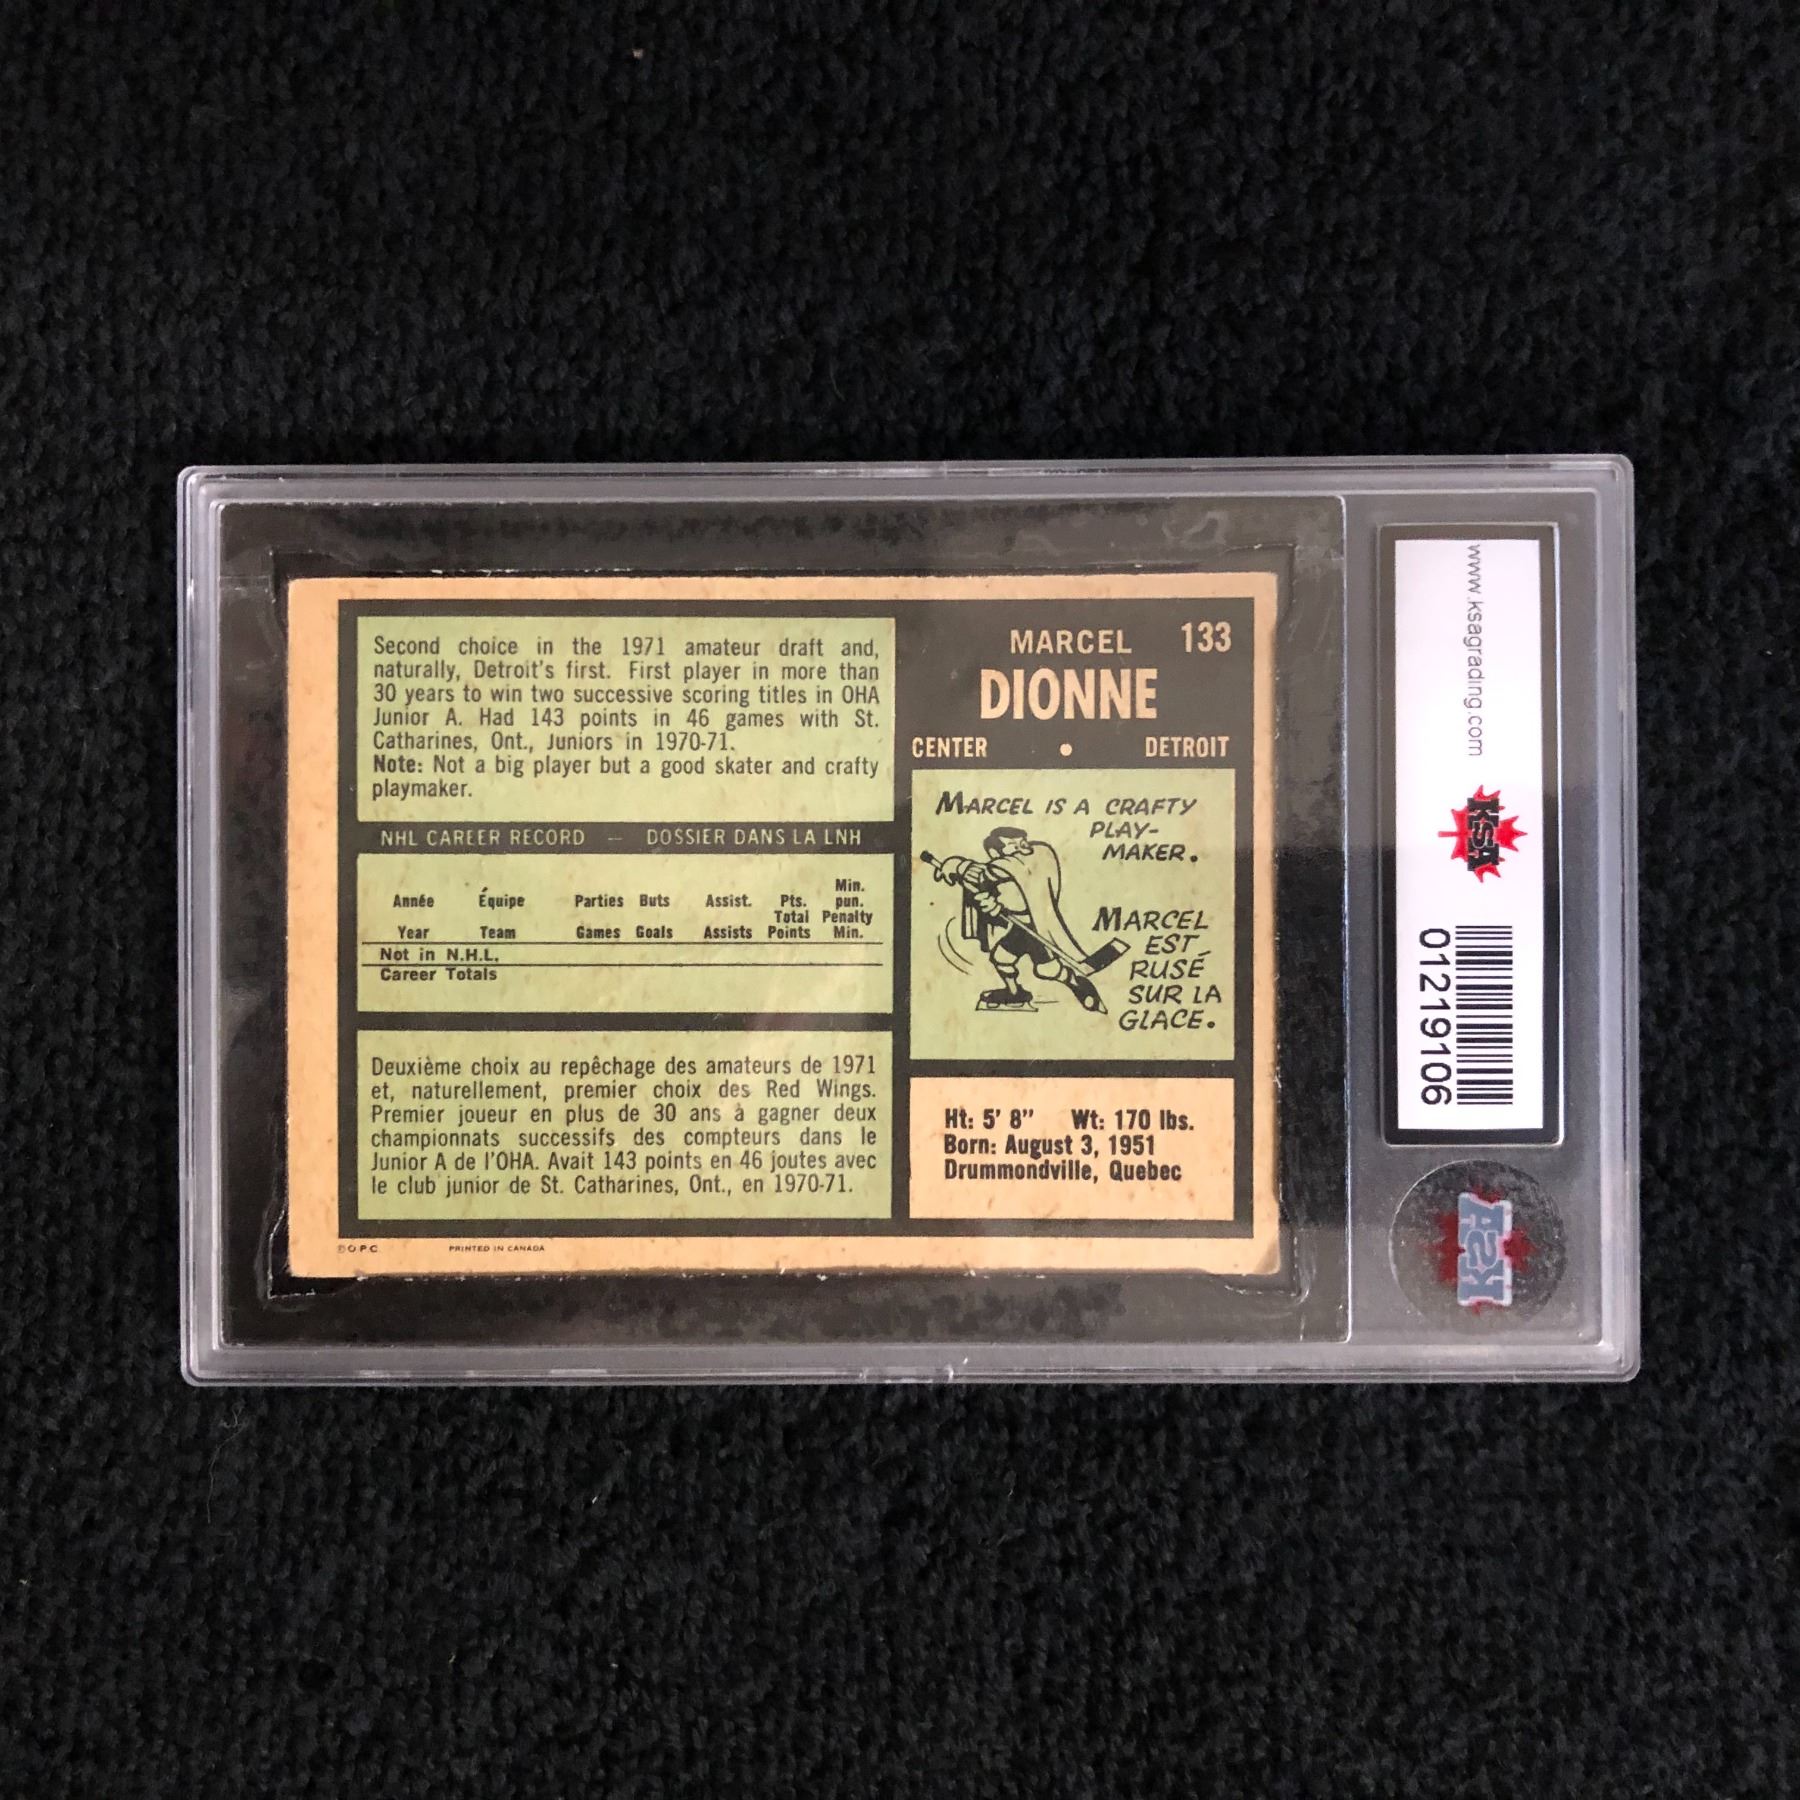 Second choice in the 1971 amateur draft and,
naturally, Detroit's first. First player in more than
30 years to win two successive scoring titles in OHA
Junior A. Had 143 points in 46 games with St.
Catharines, Ont., Juniors in 1970-71.
Note: Not a big player but a good skater and crafty
playmaker.
NHL CAREER RECORD — DOSSIER DANS LA LNH
Min.
Année Équipe Parties Buts Assist. Pts. pun.
Total Penalty
Year Team Games Goals Assists Points Min.
Not in N.H.L.
Career Totals
Deuxième choix au repêchage des amateurs de 1971
et, naturellement, premier choix des Red Wings.
Premier joueur en plus de 30 ans à gagner deux
championnats successifs des compteurs dans le
Junior A de l'OHA. Avait 143 points en 46 joutes avec
le club junior de St. Catharines, Ont., en 1970-71.
© O.P.C. PRINTED IN CANADA
MARCEL 133
DIONNE
CENTER • DETROIT
MARCEL IS A CRAFTY
PLAY-
MAKER.
MARCEL
EST
RUSÉ
SUR LA
GLACE.
Ht: 5' 8" Wt: 170 lbs.
Born: August 3, 1951
Drummondville, Quebec
www.ksagrading.com
KSA
01219106
KSA